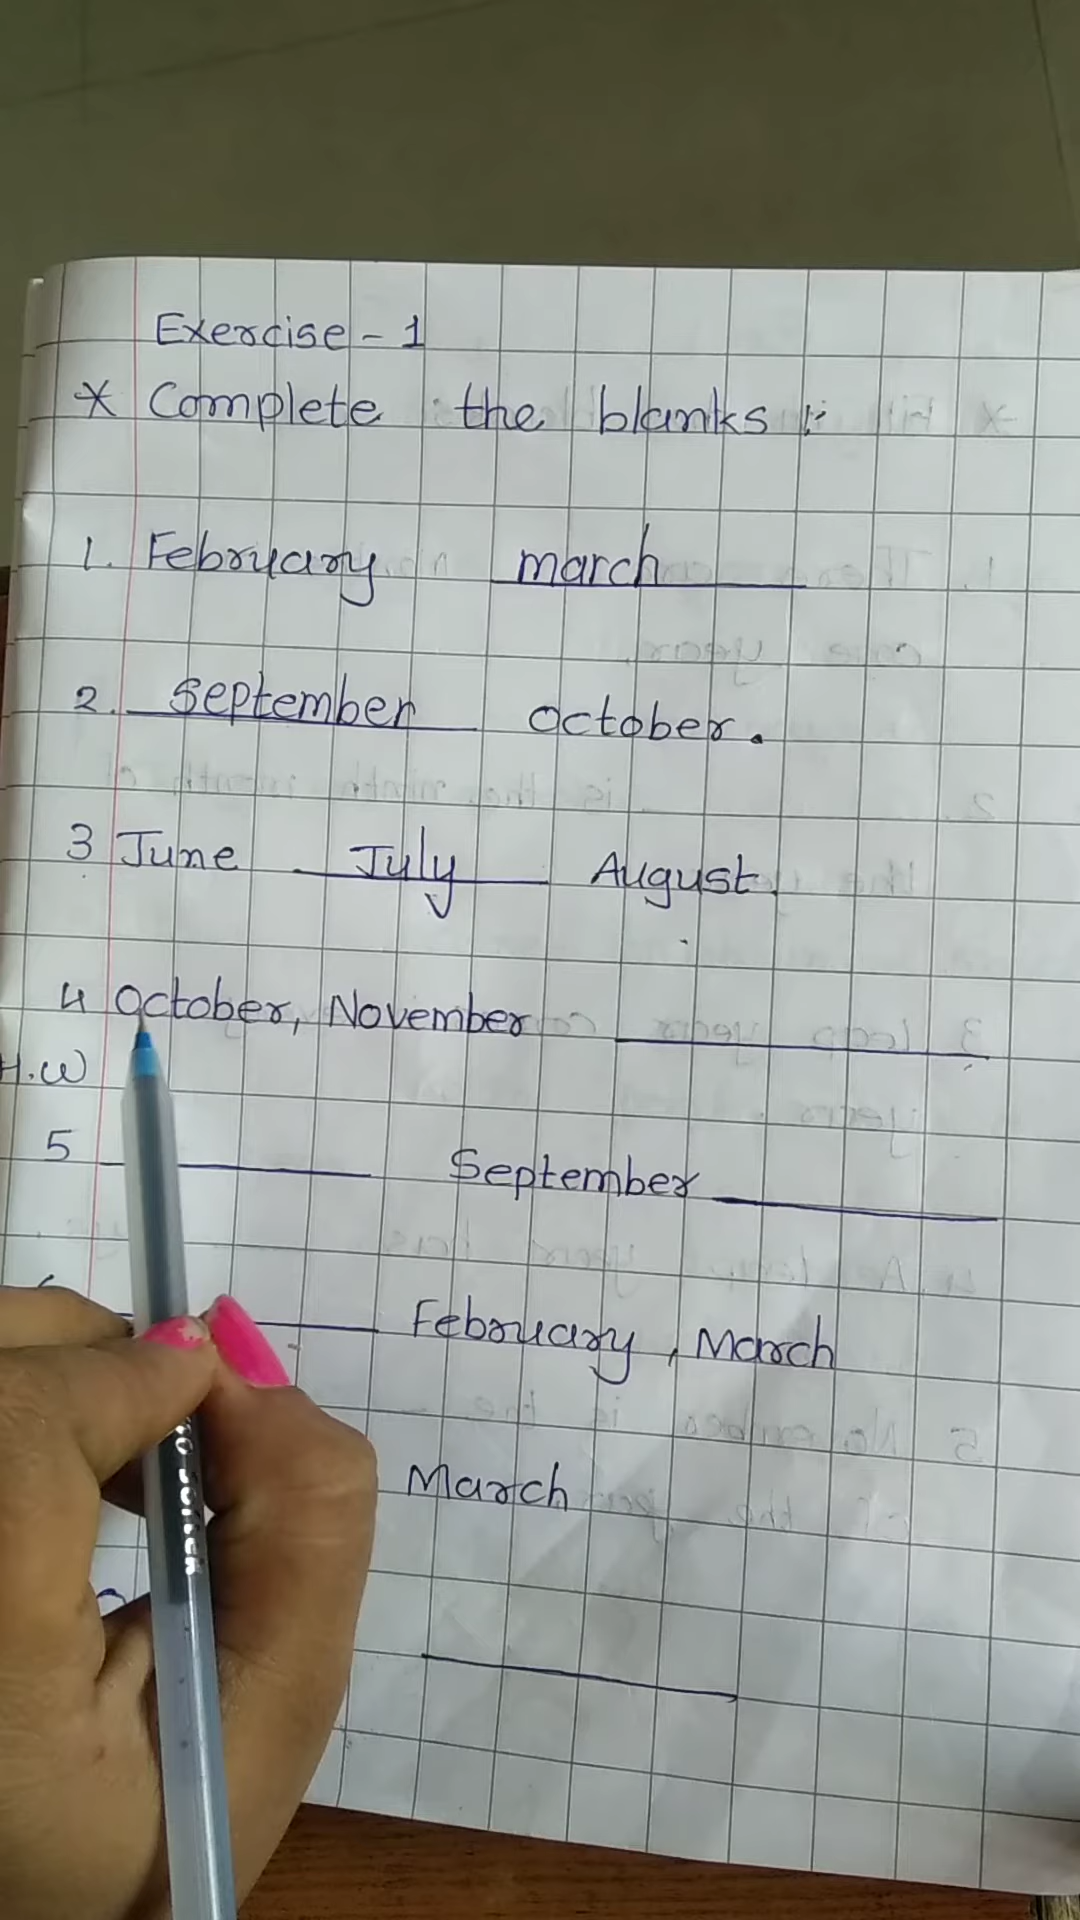 Exercise - 1
* Complete the blanks :-
1. February march
2. September october.
3 June July August.
4 october, November
H.W
5 September
February, March
March